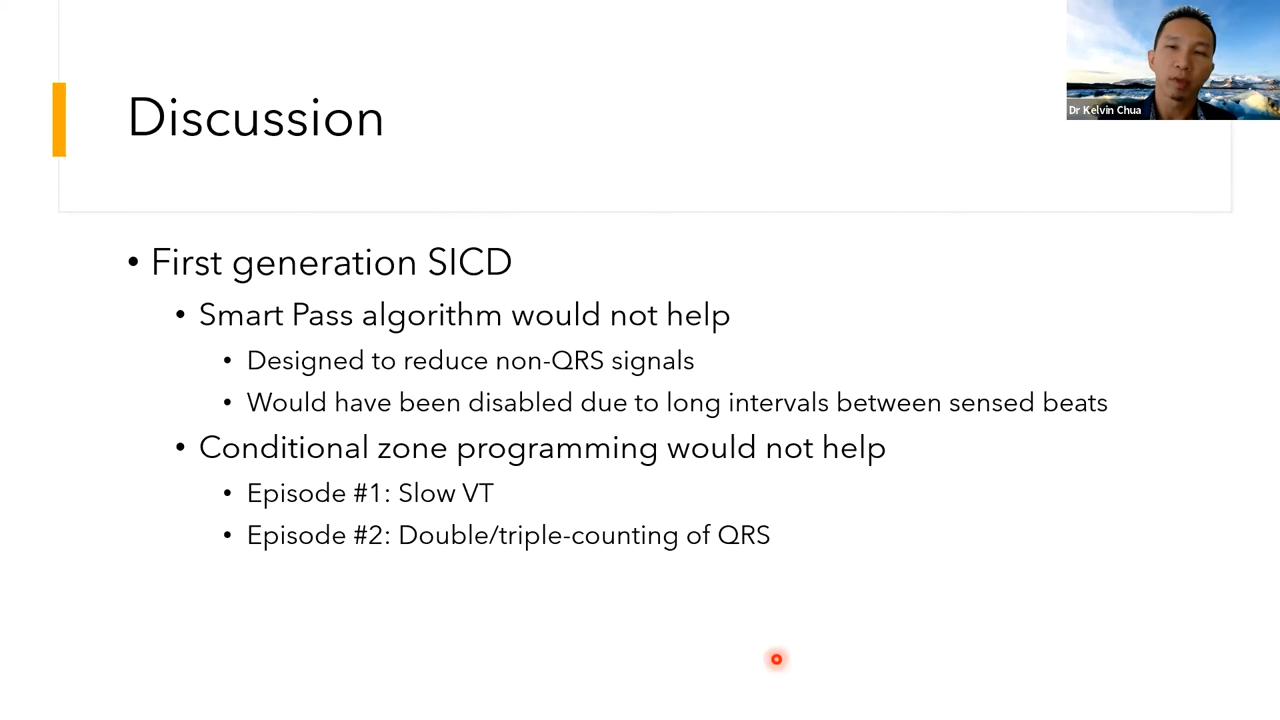 Dr Kelvin Chua
Discussion
• First generation SICD
• Smart Pass algorithm would not help
• Designed to reduce non-QRS signals
• Would have been disabled due to long intervals between sensed beats
• Conditional zone programming would not help
• Episode #1: Slow VT
• Episode #2: Double/triple-counting of QRS